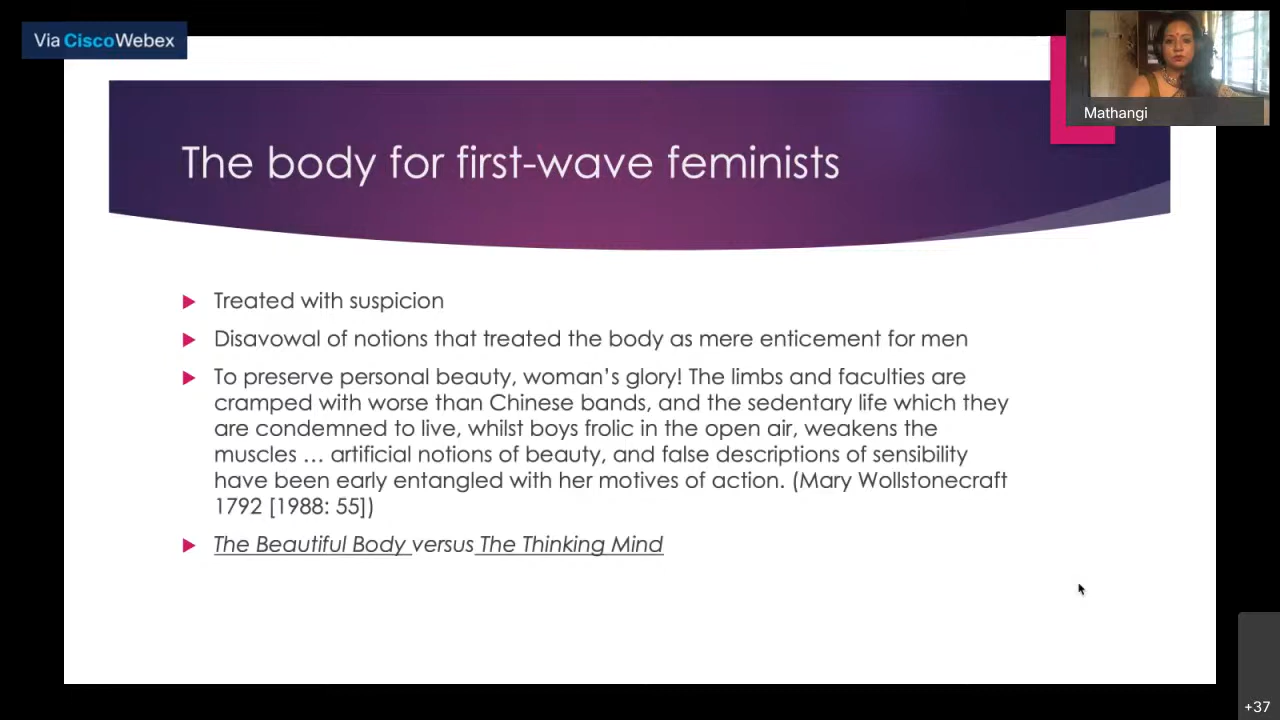 Via CiscoWebex
Mathangi
The body for first-wave feminists
Treated with suspicion
Disavowal of notions that treated the body as mere enticement for men
To preserve personal beauty, woman's glory! The limbs and faculties are
cramped with worse than Chinese bands, and the sedentary life which they
are condemned to live, whilst boys frolic in the open air, weakens the
muscles … artificial notions of beauty, and false descriptions of sensibility
have been early entangled with her motives of action. (Mary Wollstonecraft
1792 [1988: 55])
The Beautiful Body versus The Thinking Mind
+37